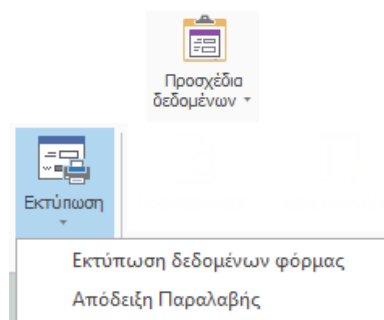 Προσχέδια
δεδομένων
Εκτύπωση
Εκτύπωση δεδομένων φόρμας
Απόδειξη Παραλαβής